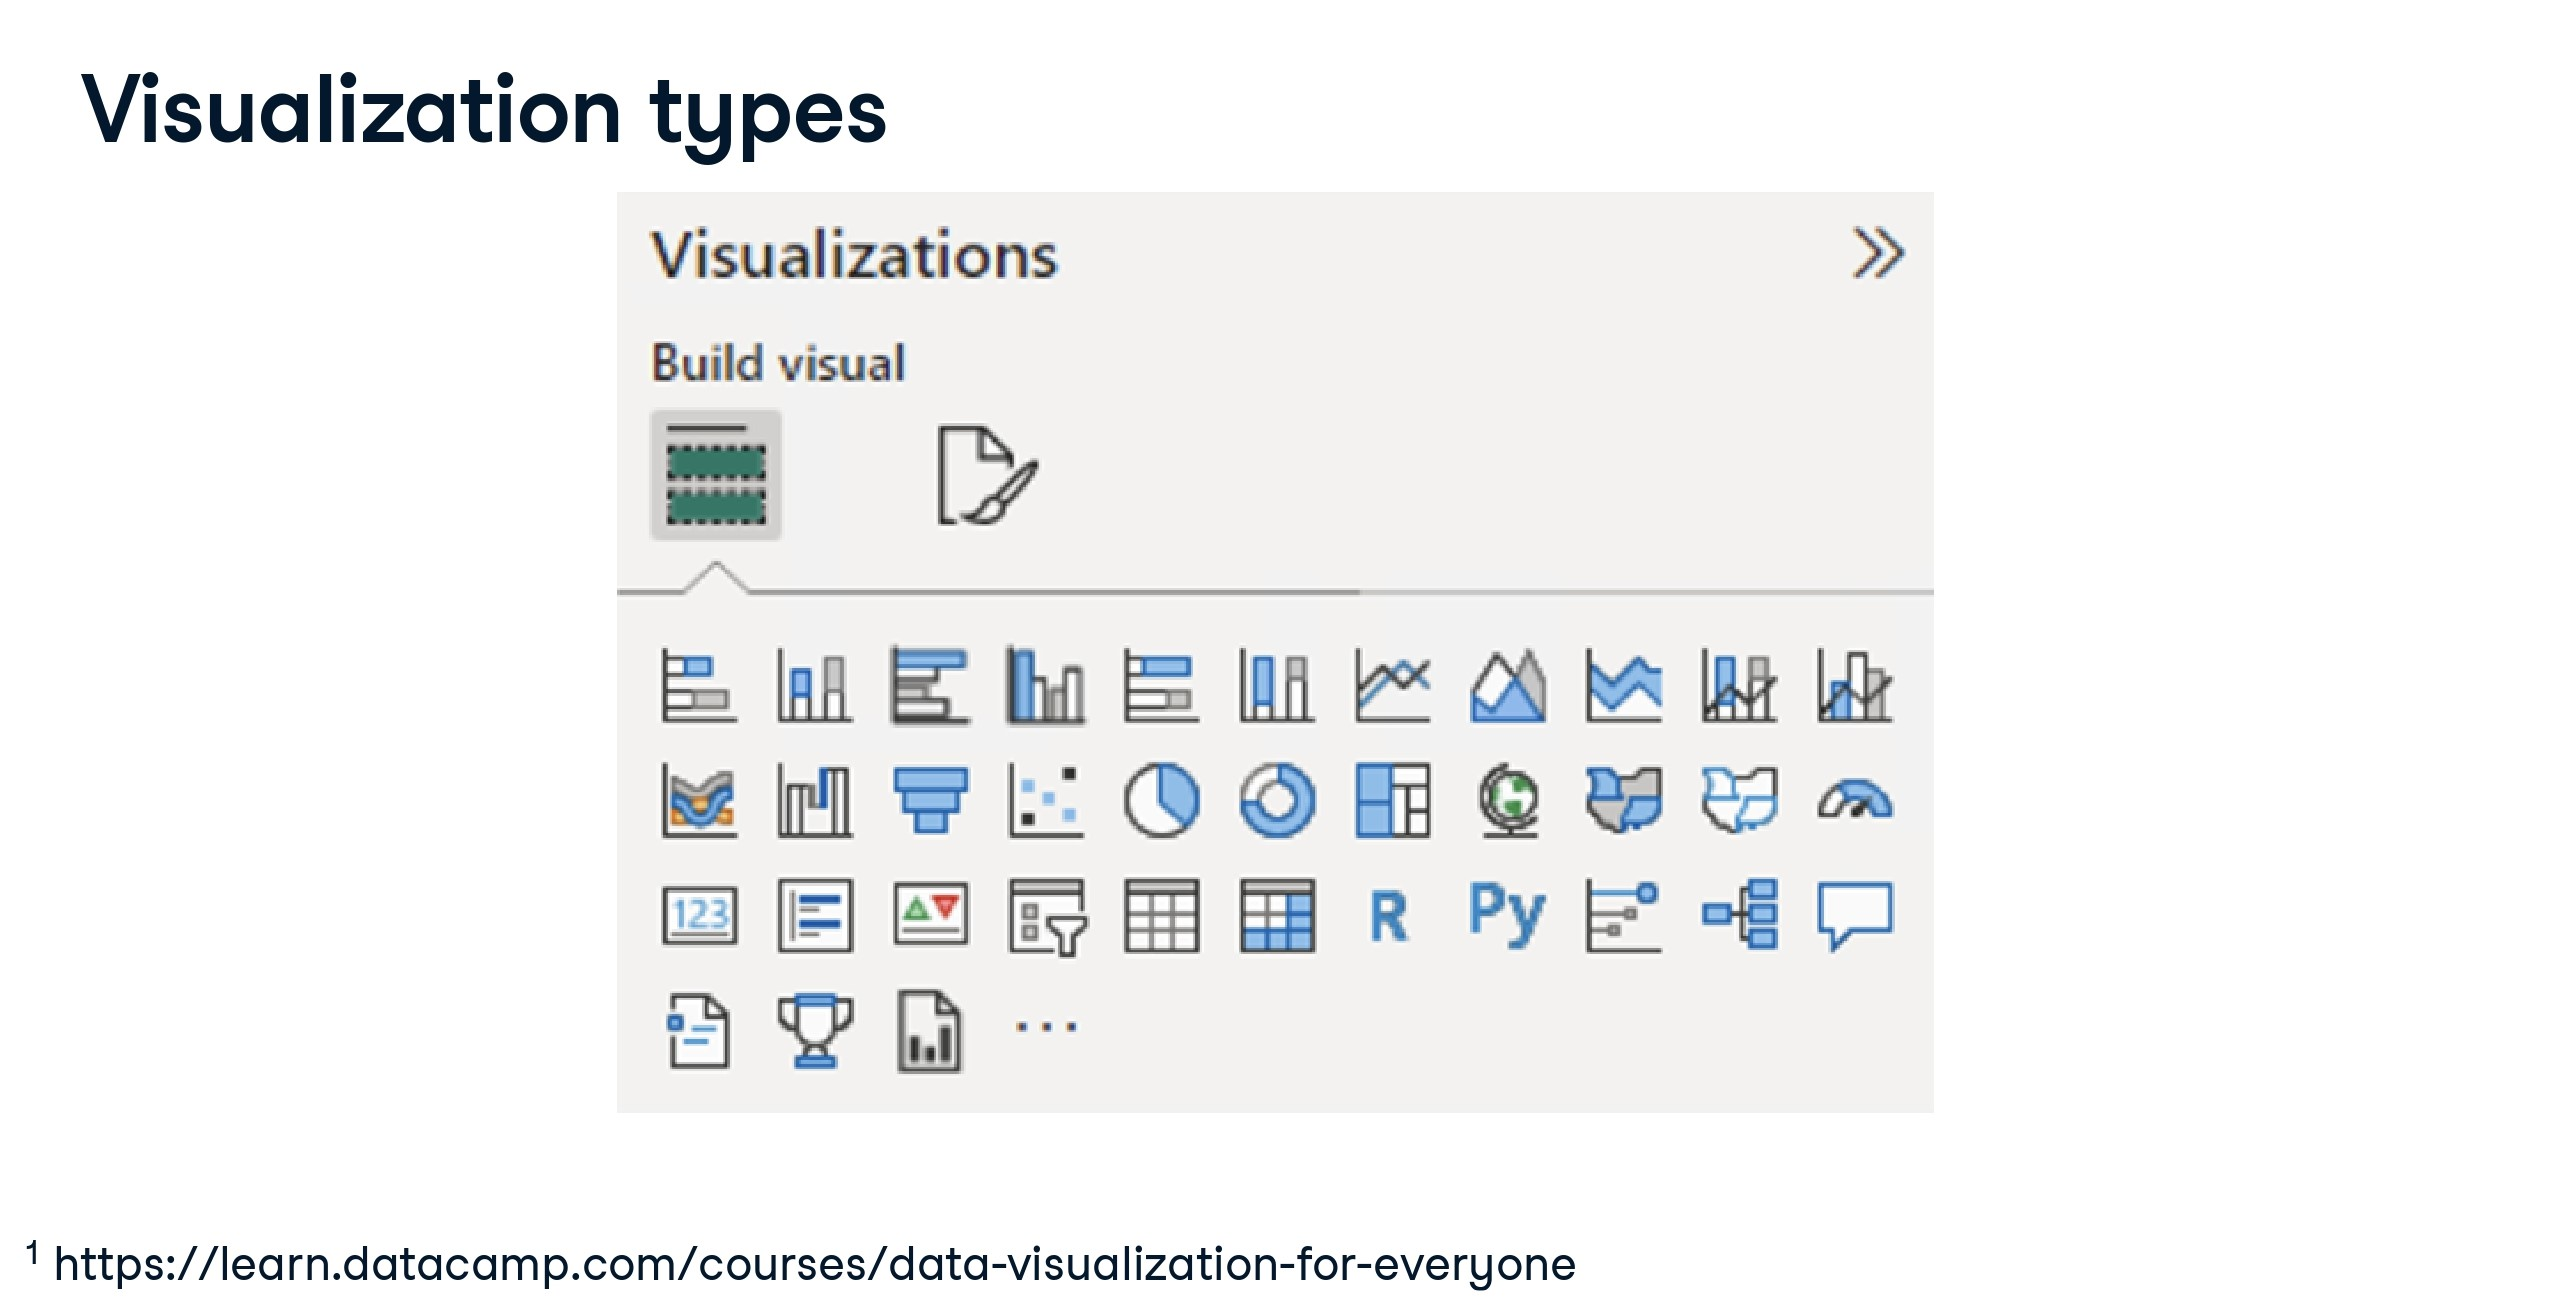 Visualization types
Visualizations
Build visual
123
R
Py
1 https://learn.datacamp.com/courses/data-visualization-for-everyone